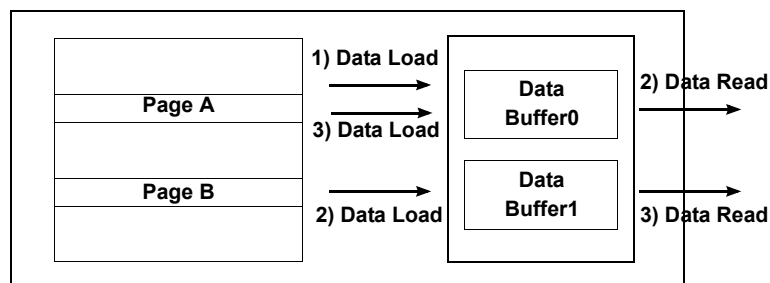 1) Data Load
Page A
3) Data Load
Data
Buffer0
2) Data Read
Page B
2) Data Load
Data
Buffer1
3) Data Read